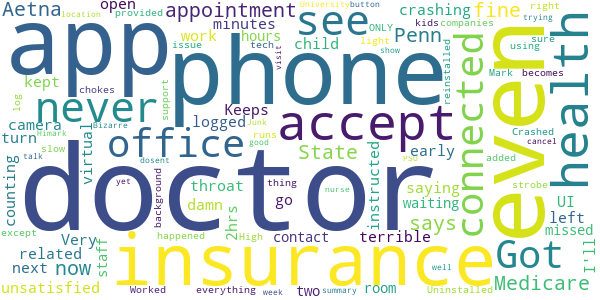 Aetna
open
location
provided
University
button
app
phone
doctor
insurance
even
see
accept
health
office
never
Got
connected
Penn
fine
appointment
minutes
ONLY
kids
companies
right
trying
issue
work
hours
child
crashing
using
sure
kept
tech
Mark
becomes
log
chokes
support
visit
show
reinstalled
Keeps
Junk
camera
logged
runs
Crashed
cancel
turn
Bizarre
Himark
good
State
early
added
virtual
slow
talk
dosent
yet
background
throat
thing
instructed
saying
PSU
strobe
except
counting
damn
go
nurse
waiting
UI
2hrs
says
left
missed
Very
staff
happened
High
contact
terrible
I'll
related
next
now
room
well
Medicare
unsatisfied
Worked
everything
week
two
summary
Uninstalled